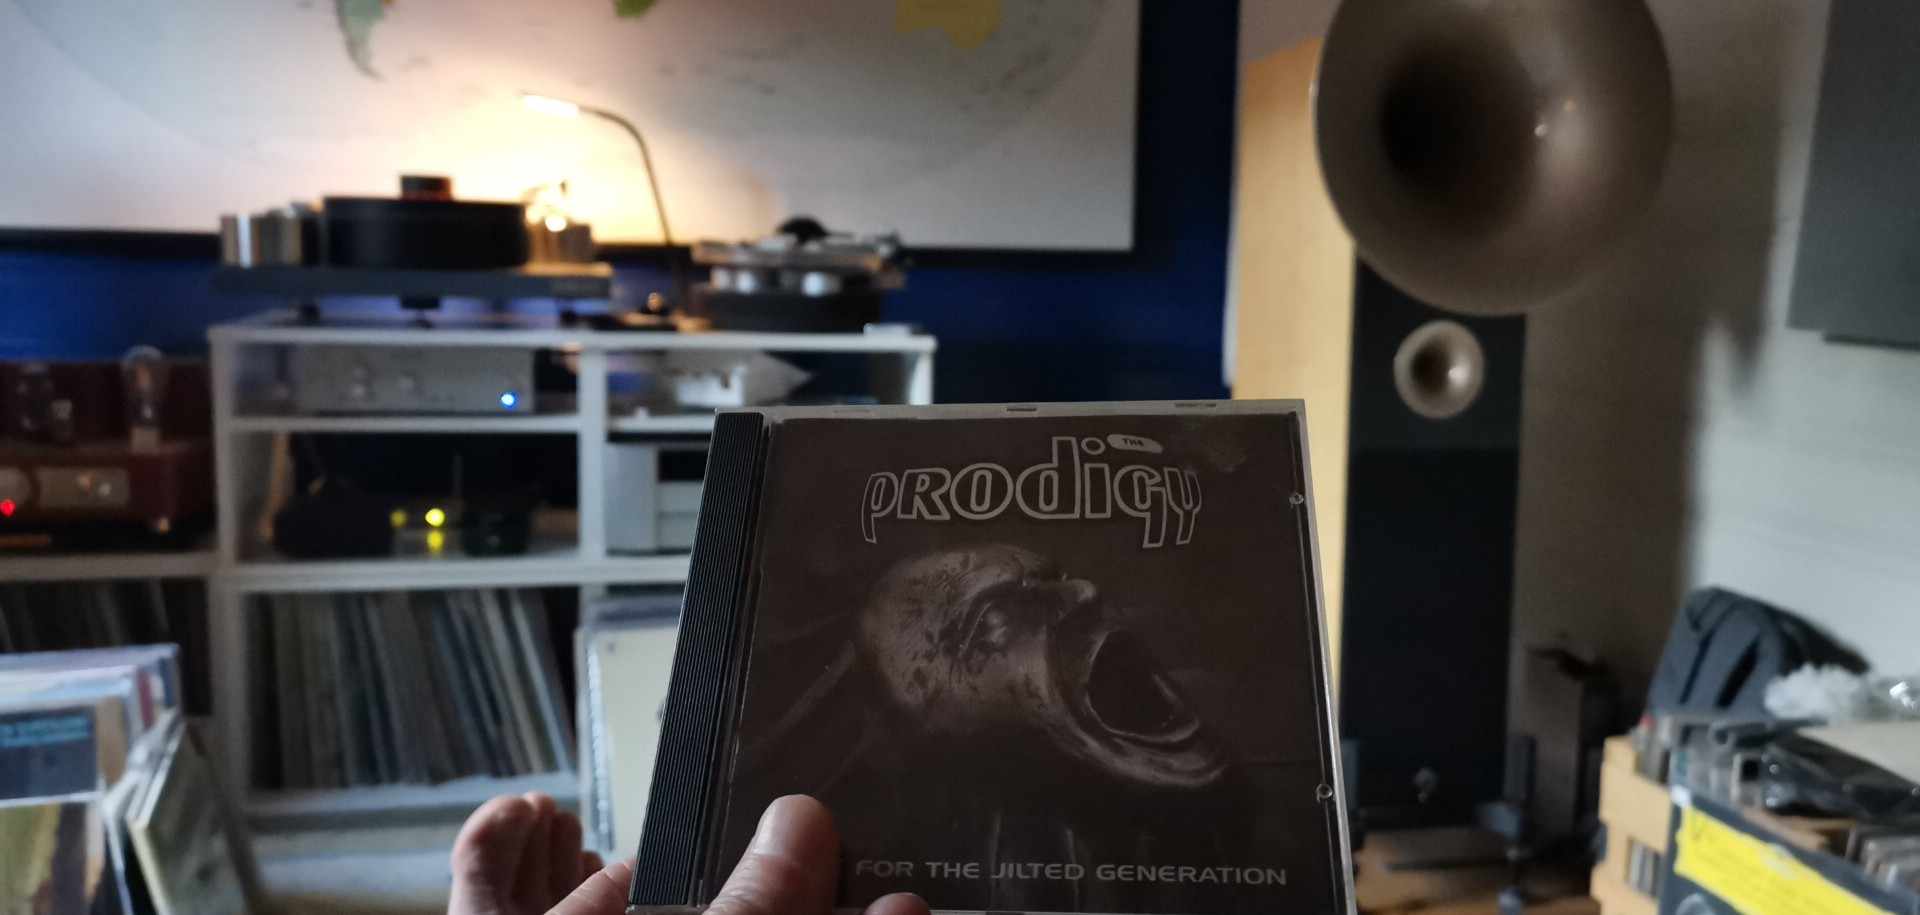 THE
PRODIGY
FOR THE JILTED GENERATION